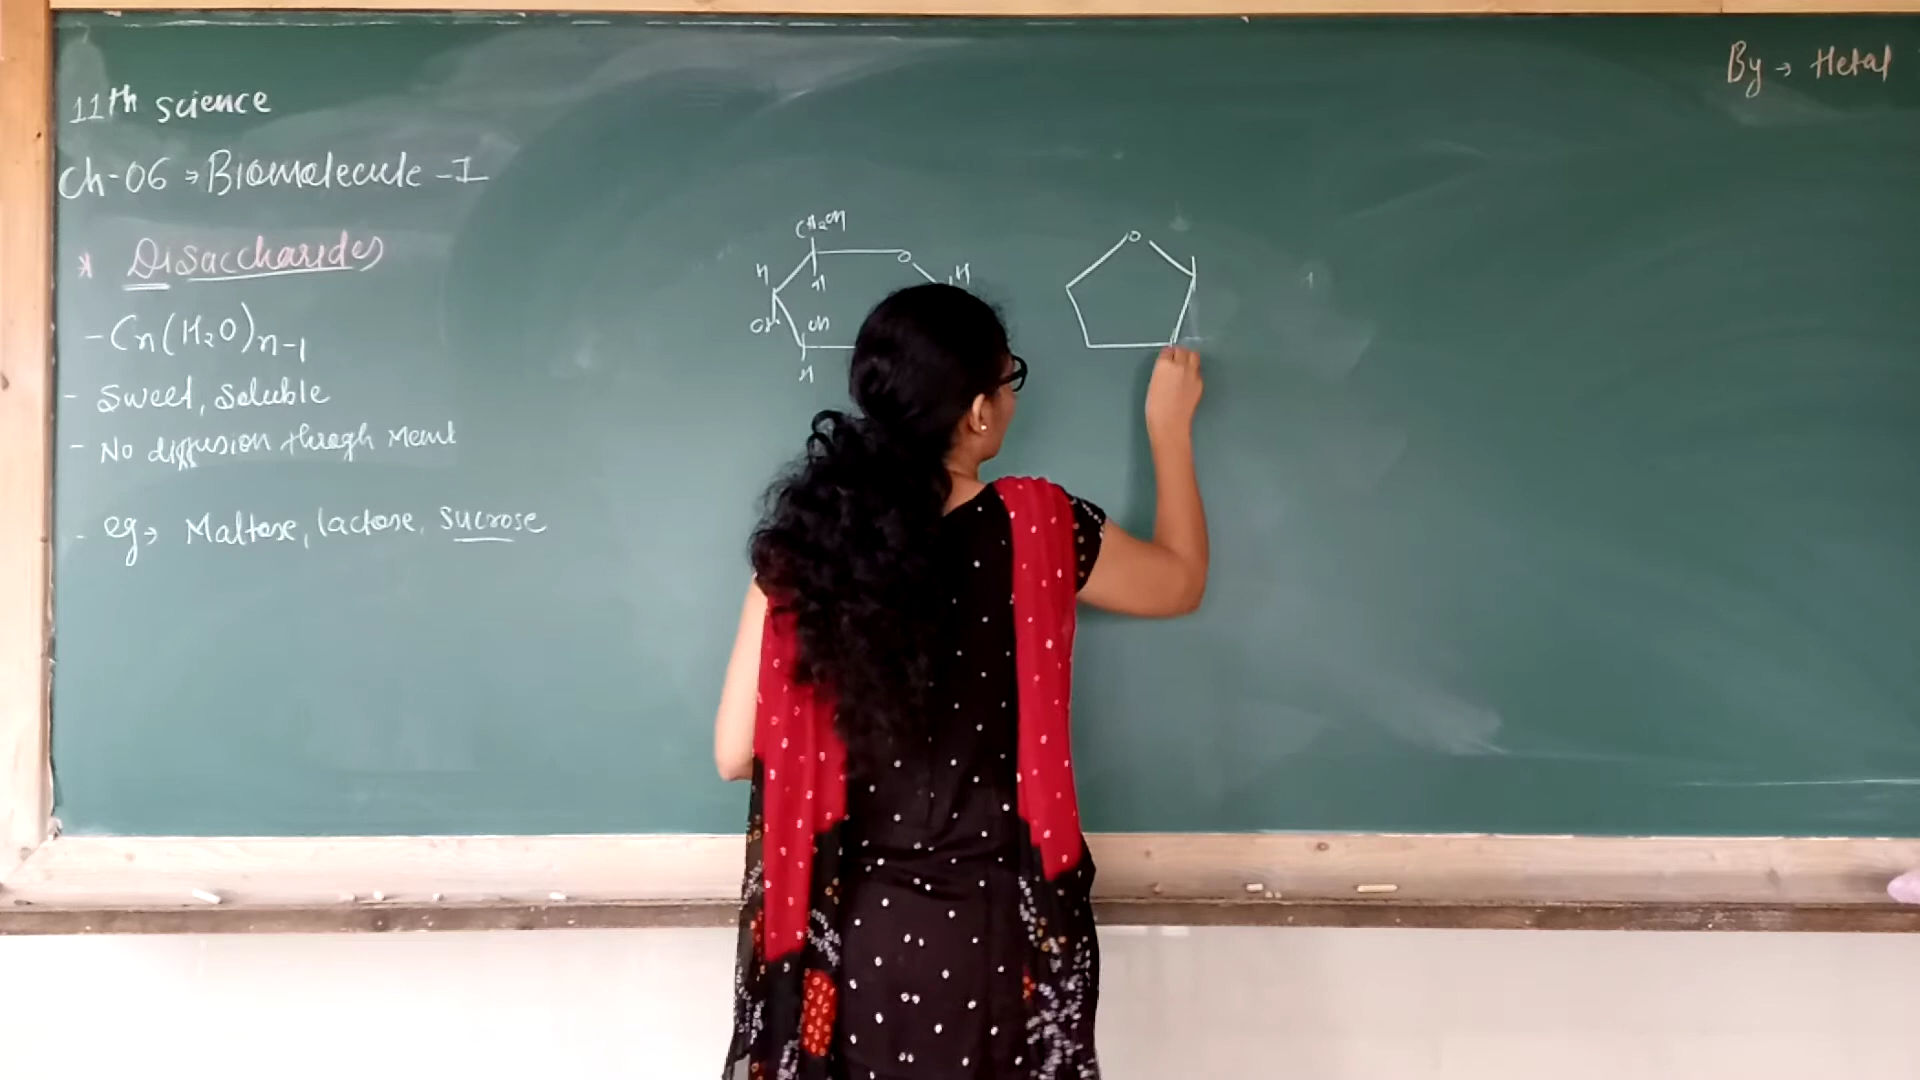 11th science
By → Hetal
Ch-06 → Biomolecule -I
* Disaccharides
- Cn(H₂O)n-1
- sweet, soluble
- No diffusion through
- eg → Maltose, lactose, sucrose
CH₂OH
O
H
H
H
OH
OH
H
O